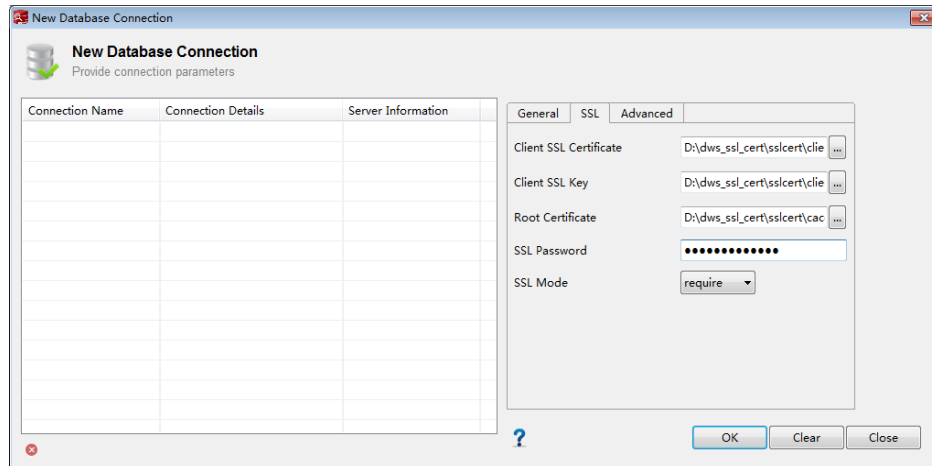 New Database Connection
New Database Connection
Provide connection parameters
Connection Name Connection Details Server Information
General SSL Advanced
Client SSL Certificate D:\dws_ssl_cert\sslcert\clie ...
Client SSL Key D:\dws_ssl_cert\sslcert\clie ...
Root Certificate D:\dws_ssl_cert\sslcert\cac ...
SSL Password •••••••••••••
SSL Mode require
? OK Clear Close